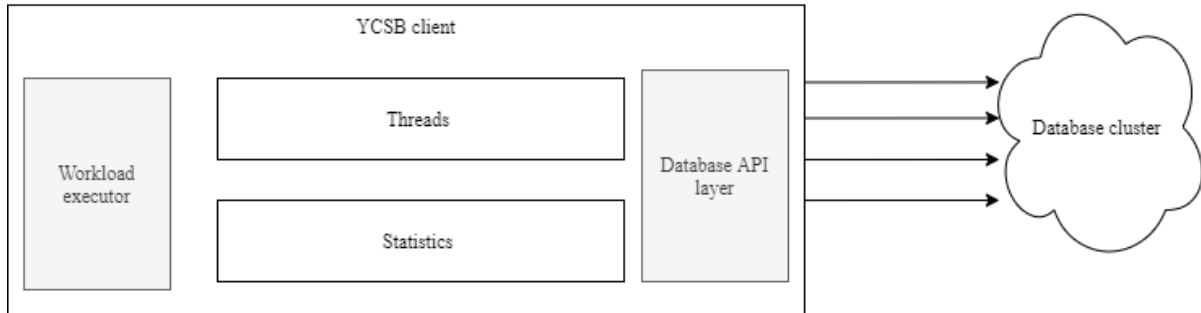 YCSB client
Workload
executor
Threads
Statistics
Database API
layer
Database cluster